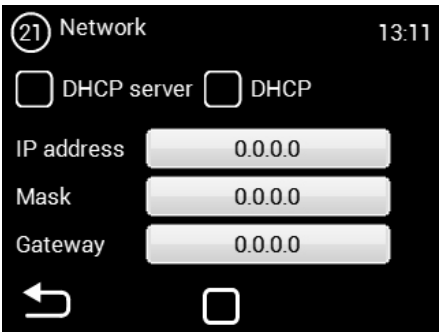 21 Network 13:11
DHCP server DHCP
IP address 0.0.0.0
Mask 0.0.0.0
Gateway 0.0.0.0